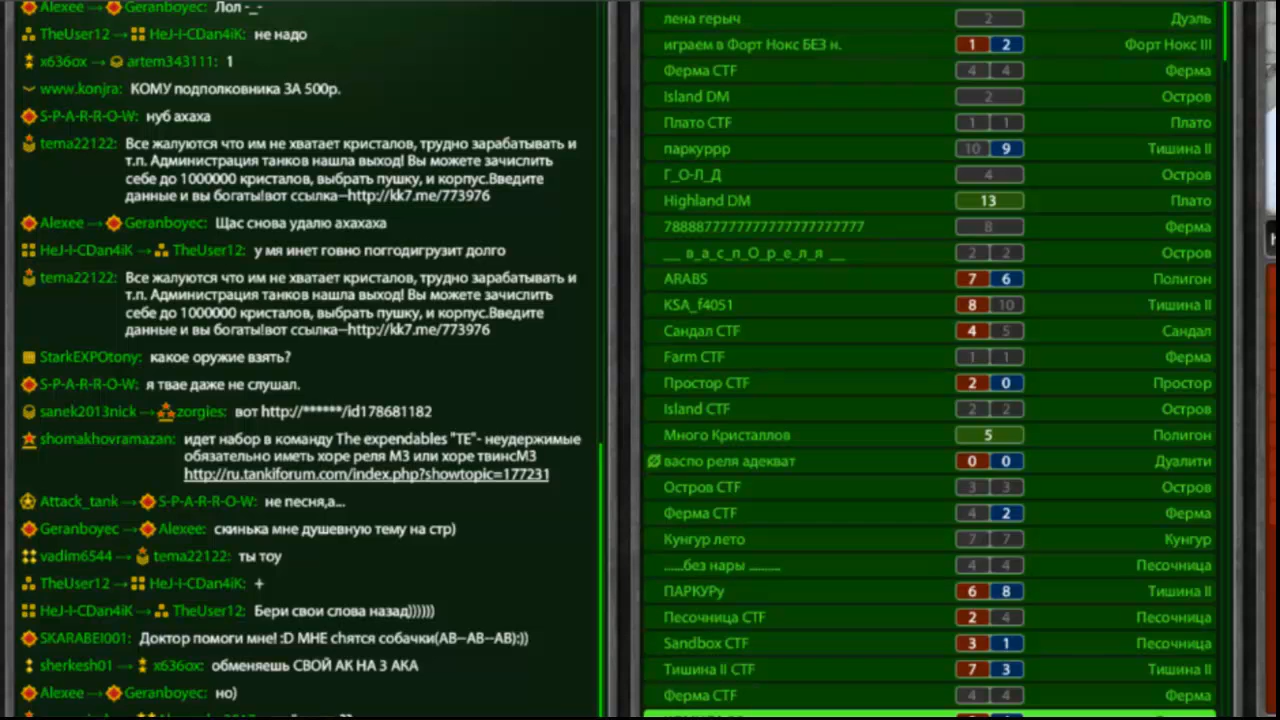 Alexee → Geranboyec: Лол -_-
TheUser12 → HeJ-I-CDan4iK: не надо
x636ox → artem343111: 1
www.konjra: КОМУ подполковника ЗА 500р.
S-P-A-R-R-O-W: нуб ахаха
tema22122: Все жалуются что им не хватает кристалов, трудно зарабатывать и
т.п. Администрация танков нашла выход! Вы можете зачислить
себе до 1000000 кристалов, выбрать пушку, и корпус.Введите
данные и вы богаты!вот ссылка--http://kk7.me/773976
Alexee → Geranboyec: Щас снова удалю ахахаха
HeJ-I-CDan4iK → TheUser12: у мя инет говно поггодигрузит долго
tema22122: Все жалуются что им не хватает кристалов, трудно зарабатывать и
т.п. Администрация танков нашла выход! Вы можете зачислить
себе до 1000000 кристалов, выбрать пушку, и корпус.Введите
данные и вы богаты!вот ссылка--http://kk7.me/773976
StarkEXPOtony: какое оружие взять?
S-P-A-R-R-O-W: я твае даже не слушал.
sanek2013nick → zorgies: вот http://******/id178681182
shomakhovramazan: идет набор в команду The expendables "TE"- неудержимые
обязательно иметь хоре реля М3 или хоре твинсМ3
http://ru.tankiforum.com/index.php?showtopic=177231
Attack_tank → S-P-A-R-R-O-W: не песня,а...
Geranboyec → Alexee: скинька мне душевную тему на стр)
vadim6544 → tema22122: ты тоу
TheUser12 → HeJ-I-CDan4iK: +
HeJ-I-CDan4iK → TheUser12: Бери свои слова назад))))))
SKARABEI001: Доктор помоги мне! :D МНЕ снятся собачки(АВ--АВ--АВ):))
sherkesh01 → x636ox: обменяешь СВОЙ АК НА 3 АКА
Alexee → Geranboyec: но)
лена герыч 2 Дуэль
играем в Форт Нокс БЕЗ н. 1 2 Форт Нокс III
Ферма CTF 4 4 Ферма
Island DM 2 Остров
Плато CTF 1 1 Плато
паркуррр 10 9 Тишина II
Г_О-Л_Д 4 Остров
Highland DM 13 Плато
8 Ферма
__ в_а_с_п_О_р_е_л_я __ 2 2 Остров
ARABS 7 6 Полигон
KSA_f4051 8 10 Тишина II
Сандал CTF 4 5 Сандал
Farm CTF 1 1 Ферма
Простор CTF 2 0 Простор
Island CTF 2 2 Остров
Много Кристаллов 5 Полигон
васпо реля адекват 0 0 Дуалити
Остров CTF 3 3 Остров
Ферма CTF 4 2 Ферма
Кунгур лето 7 7 Кунгур
......без нары .......... 4 4 Песочница
ПАРКУРу 6 8 Тишина II
Песочница CTF 2 4 Песочница
Sandbox CTF 3 1 Песочница
Тишина II CTF 7 3 Тишина II
Ферма CTF 4 4 Ферма